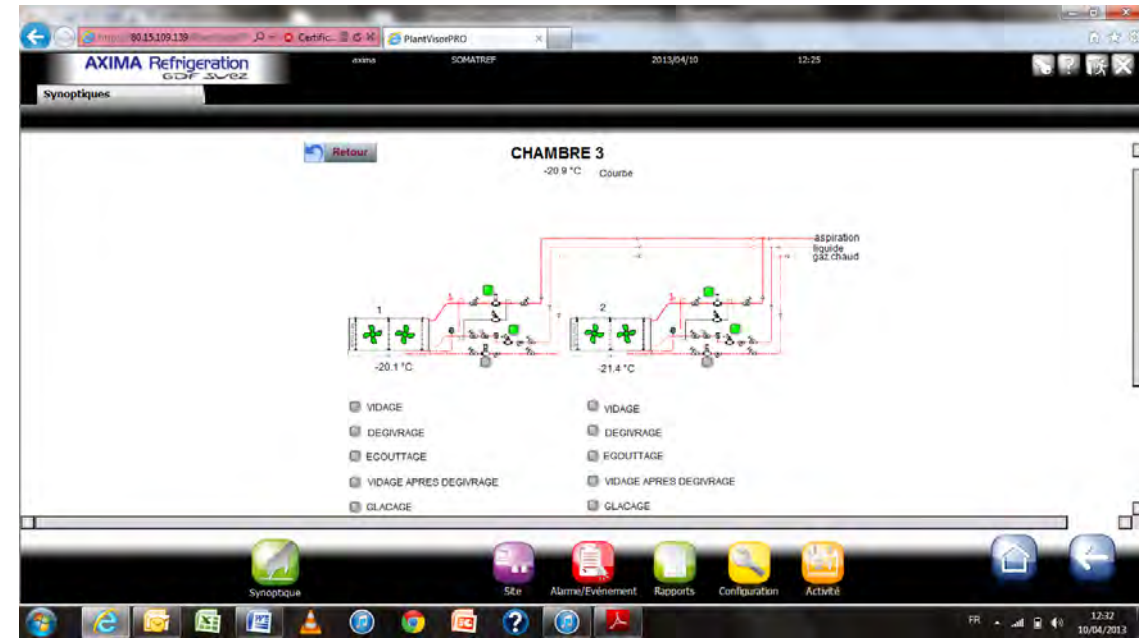 80.15.109.139
Certific...
PlantVisorPRO
AXIMA Refrigeration
GDF SUEZ
axima
SOMATREF
2013/04/10
12:25
Synoptiques
Retour
CHAMBRE 3
-20.9 °C
Courbe
aspiration
liquide
gaz chaud
1
2
-20.1 °C
-21.4 °C
VIDAGE
VIDAGE
DEGIVRAGE
DEGIVRAGE
EGOUTTAGE
EGOUTTAGE
VIDAGE APRES DEGIVRAGE
VIDAGE APRES DEGIVRAGE
GLACAGE
GLACAGE
Synoptique
Site
Alarme/Evénement
Rapports
Configuration
Activité
FR
12:32
10/04/2013